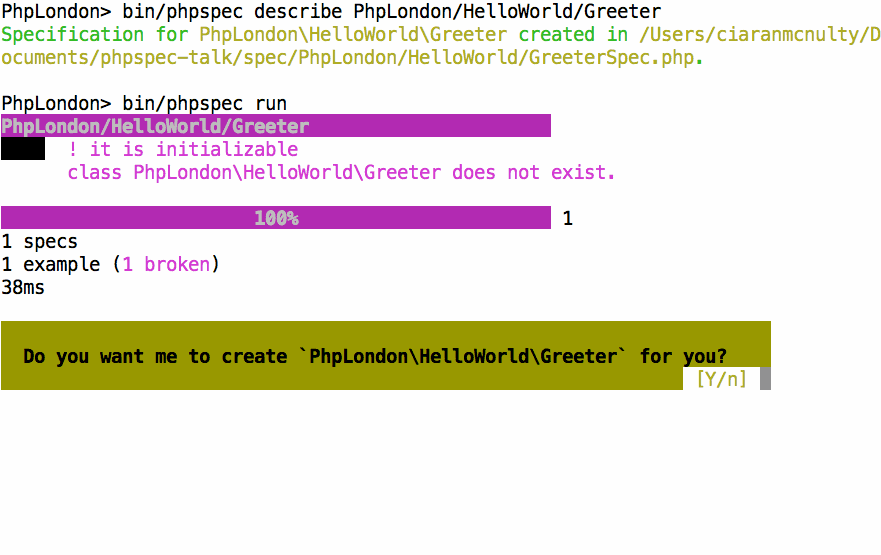 PhpLondon> bin/phpspec describe PhpLondon/HelloWorld/Greeter
Specification for PhpLondon\HelloWorld\Greeter created in /Users/ciaranmcnulty/D
ocuments/phpspec-talk/spec/PhpLondon/HelloWorld/GreeterSpec.php.
PhpLondon> bin/phpspec run
PhpLondon/HelloWorld/Greeter
! it is initializable
class PhpLondon\HelloWorld\Greeter does not exist.
100% 1
1 specs
1 example (1 broken)
38ms
Do you want me to create `PhpLondon\HelloWorld\Greeter` for you?
[Y/n]